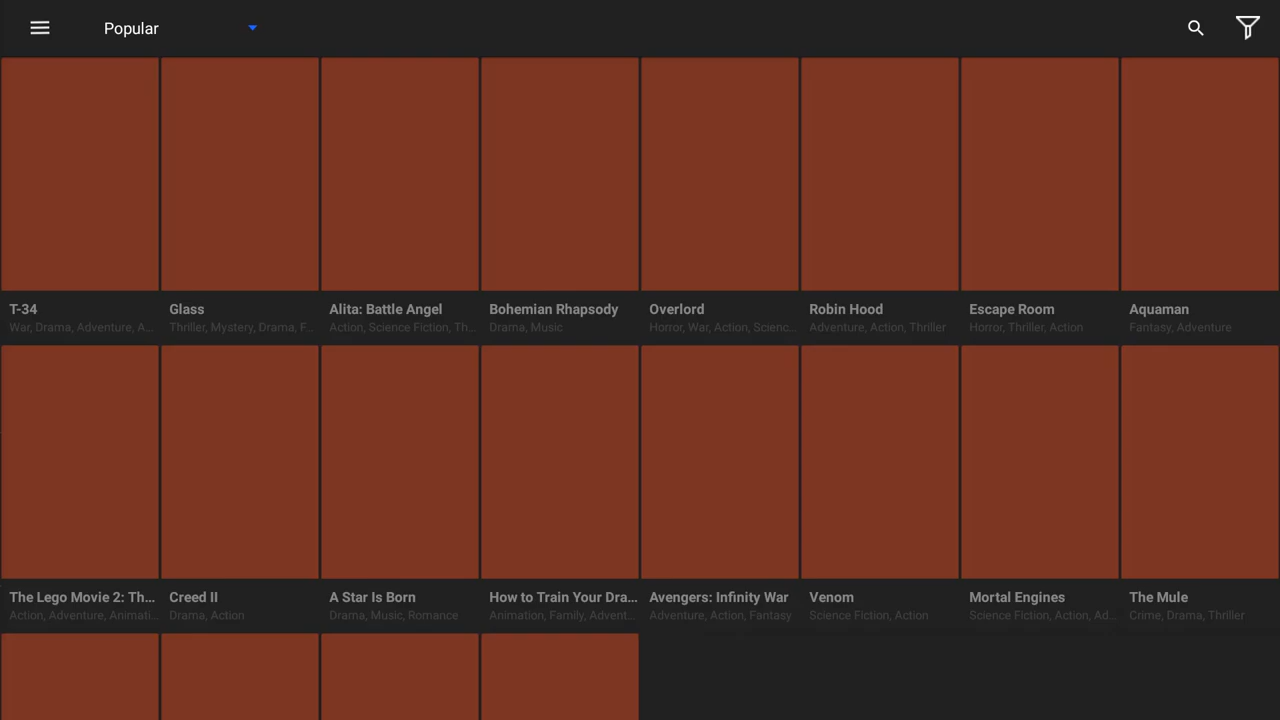 Popular
T-34
War, Drama, Adventure, A...
Glass
Thriller, Mystery, Drama, F...
Alita: Battle Angel
Action, Science Fiction, Th...
Bohemian Rhapsody
Drama, Music
Overlord
Horror, War, Action, Scienc...
Robin Hood
Adventure, Action, Thriller
Escape Room
Horror, Thriller, Action
Aquaman
Fantasy, Adventure
The Lego Movie 2: Th...
Action, Adventure, Animati...
Creed II
Drama, Action
A Star Is Born
Drama, Music, Romance
How to Train Your Dra...
Animation, Family, Advent...
Avengers: Infinity War
Adventure, Action, Fantasy
Venom
Science Fiction, Action
Mortal Engines
Science Fiction, Action, Ad...
The Mule
Crime, Drama, Thriller